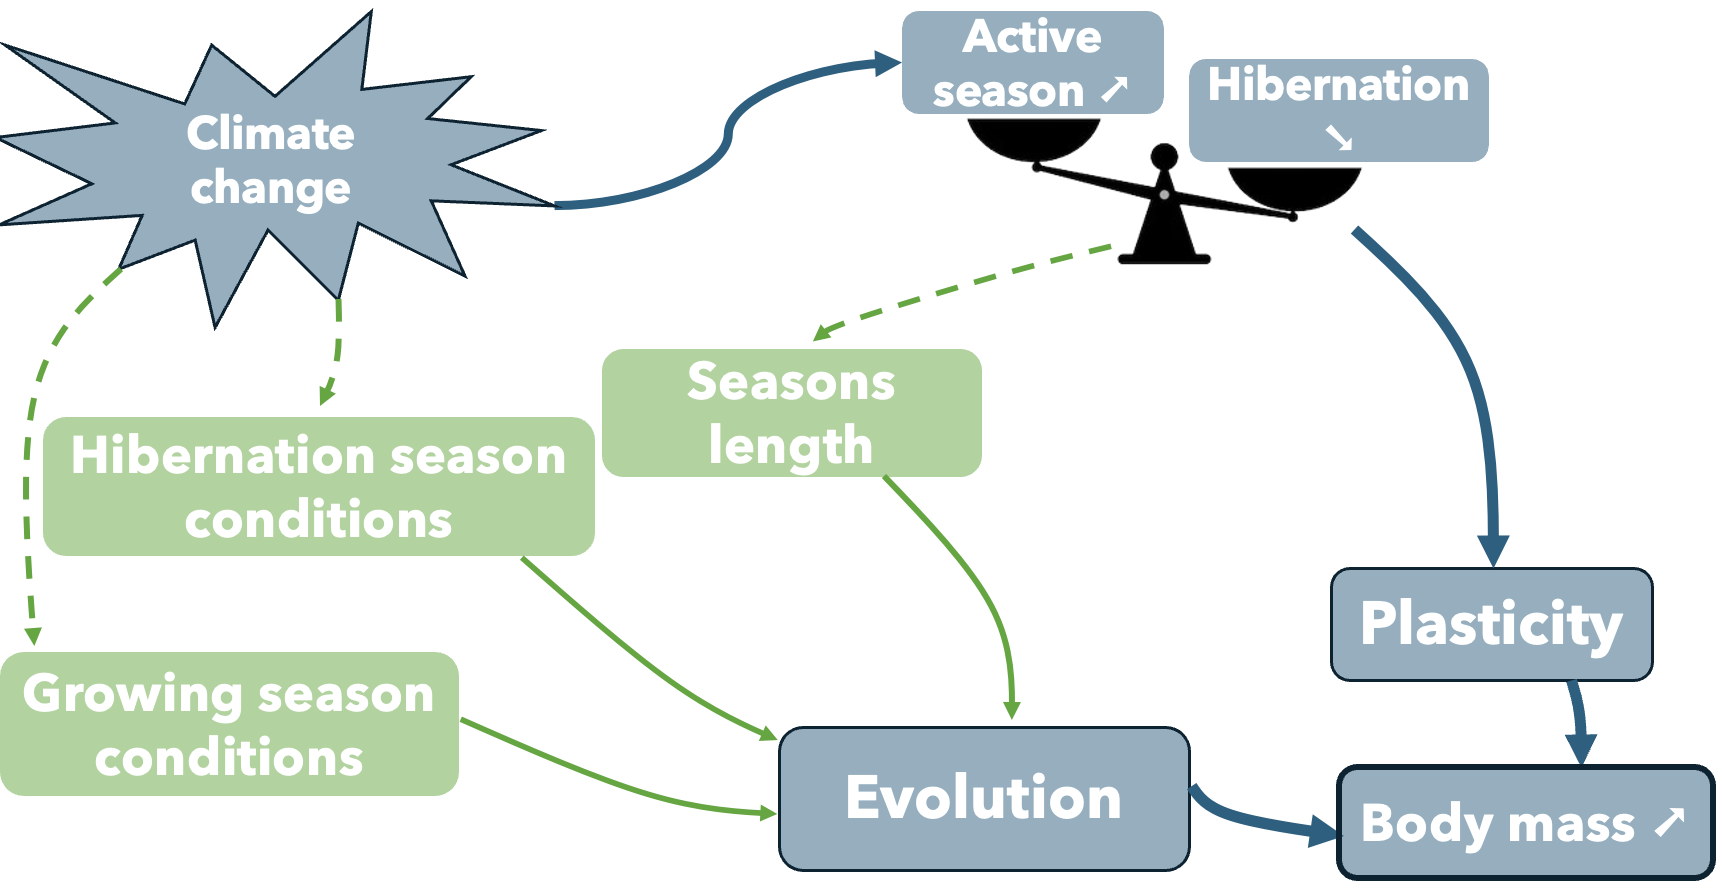 Climate
change
Active
season ➚
Hibernation
➘
Seasons
length
Hibernation season
conditions
Growing season
conditions
Plasticity
Evolution
Body mass ➚